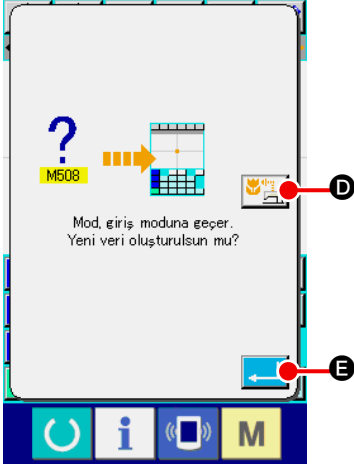 ?
M508
D
Mod, giriş moduna geçer.
Yeni veri oluşturulsun mu?
E
i
M